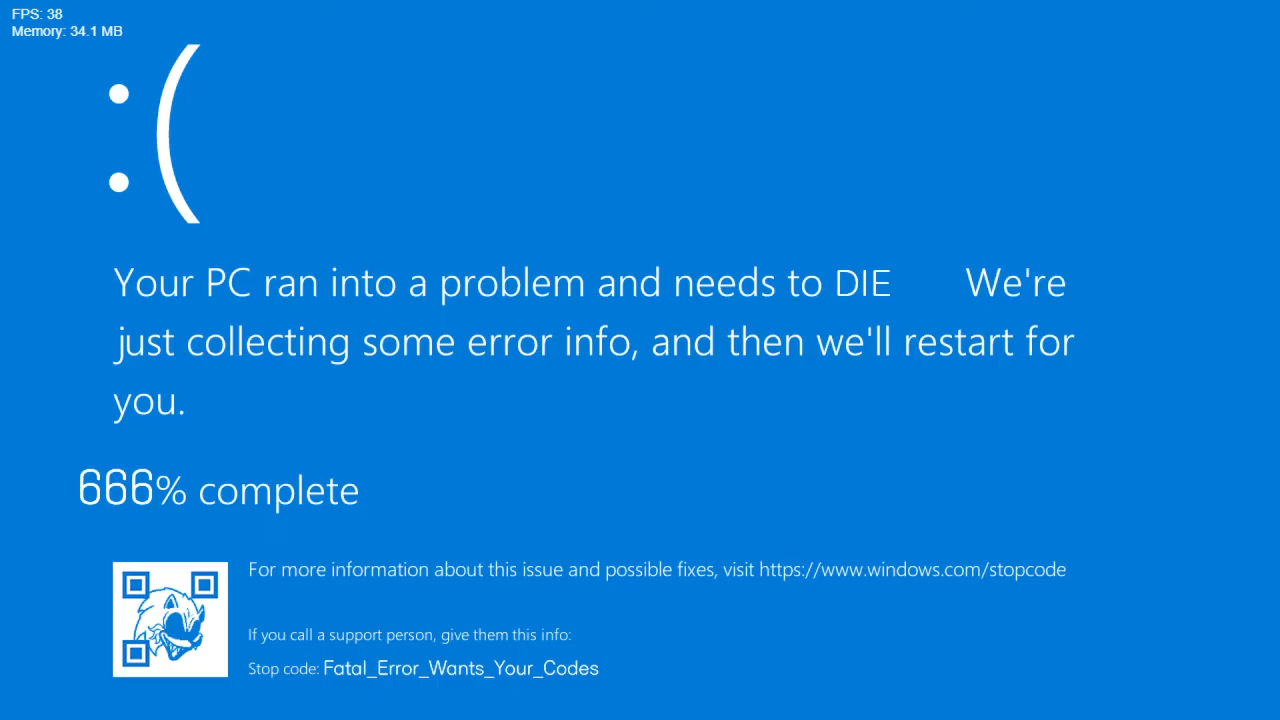 FPS: 38
Memory: 34.1 MB
:(
Your PC ran into a problem and needs to DIE We're
just collecting some error info, and then we'll restart for
you.
666% complete
For more information about this issue and possible fixes, visit https://www.windows.com/stopcode
If you call a support person, give them this info:
Stop code: Fatal_Error_Wants_Your_Codes